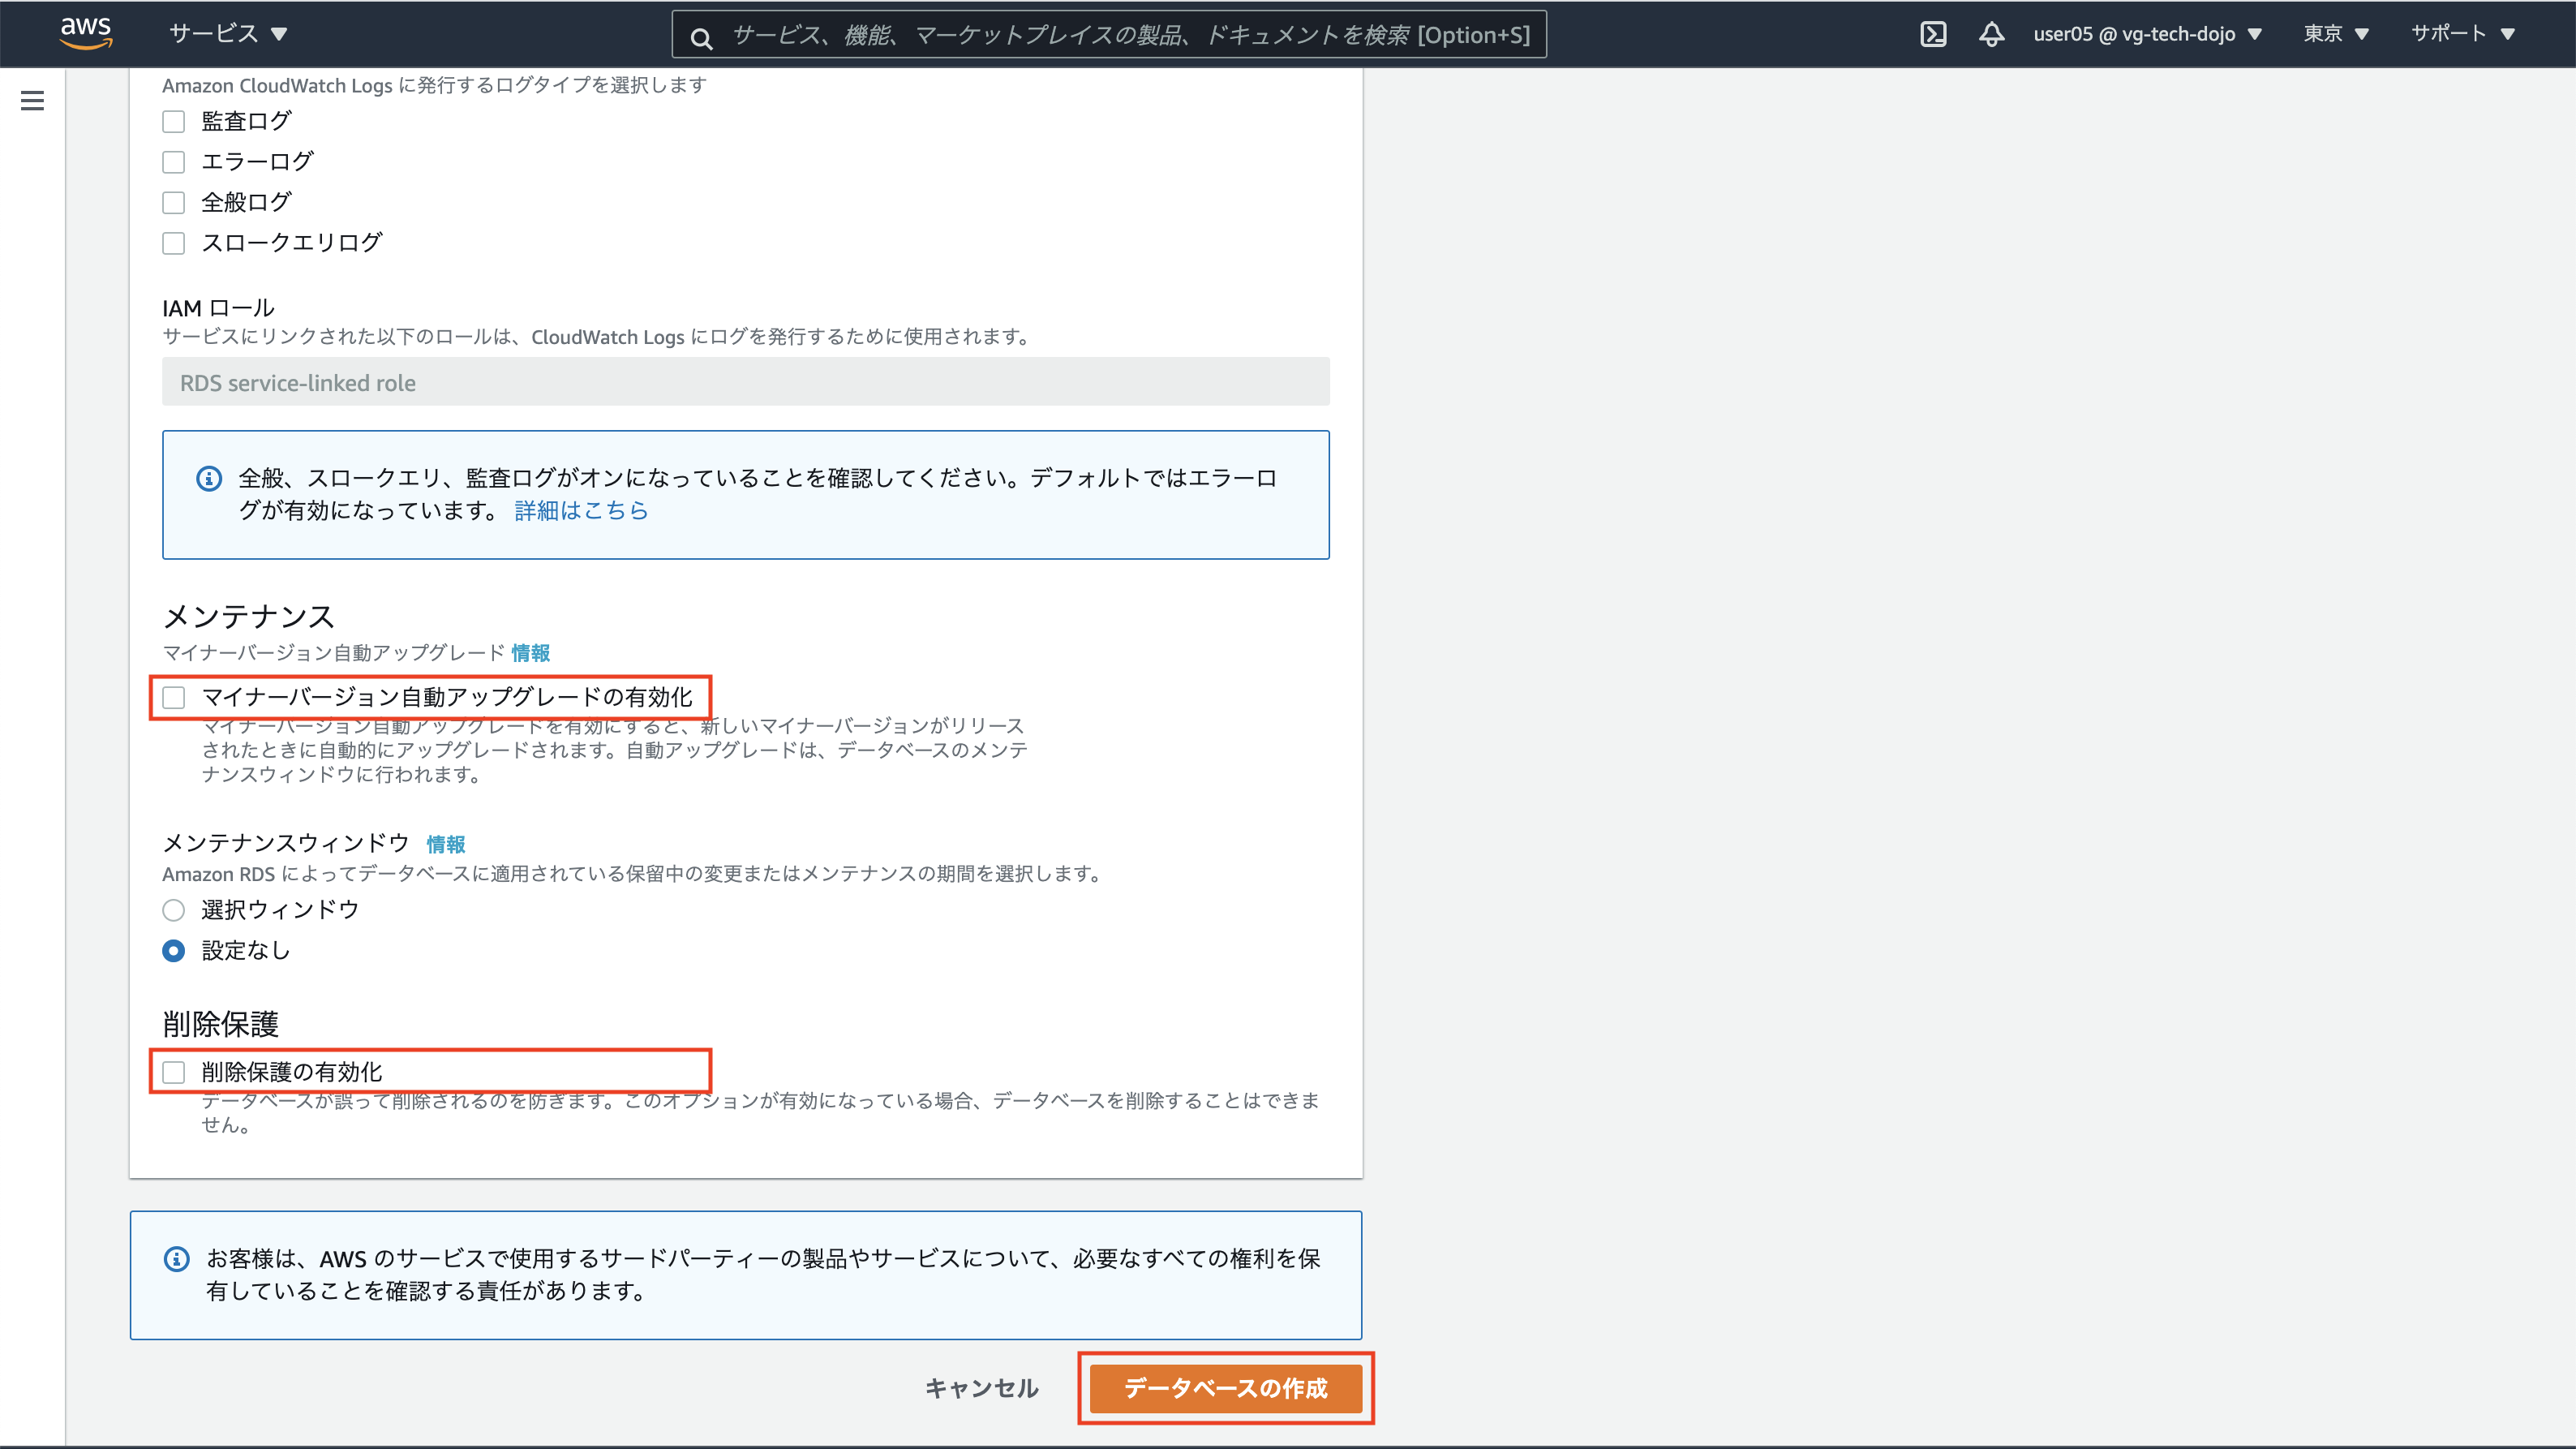 aws
サービス
サービス、機能、マーケットプレイスの製品、ドキュメントを検索 [Option+S]
user05 @ vg-tech-dojo
東京
サポート
Amazon CloudWatch Logs に発行するログタイプを選択します
監査ログ
エラーログ
全般ログ
スロークエリログ
IAM ロール
サービスにリンクされた以下のロールは、CloudWatch Logs にログを発行するために使用されます。
RDS service-linked role
全般、スロークエリ、監査ログがオンになっていることを確認してください。デフォルトではエラーロ
グが有効になっています。 詳細はこちら
メンテナンス
マイナーバージョン自動アップグレード 情報
マイナーバージョン自動アップグレードの有効化
マイナーバージョン自動アップグレードを有効にすると、新しいマイナーバージョンがリリース
されたときに自動的にアップグレードされます。自動アップグレードは、データベースのメンテ
ナンスウィンドウに行われます。
メンテナンスウィンドウ 情報
Amazon RDS によってデータベースに適用されている保留中の変更またはメンテナンスの期間を選択します。
選択ウィンドウ
設定なし
削除保護
削除保護の有効化
データベースが誤って削除されるのを防ぎます。このオプションが有効になっている場合、データベースを削除することはできま
せん。
お客様は、AWS のサービスで使用するサードパーティーの製品やサービスについて、必要なすべての権利を保
有していることを確認する責任があります。
キャンセル
データベースの作成